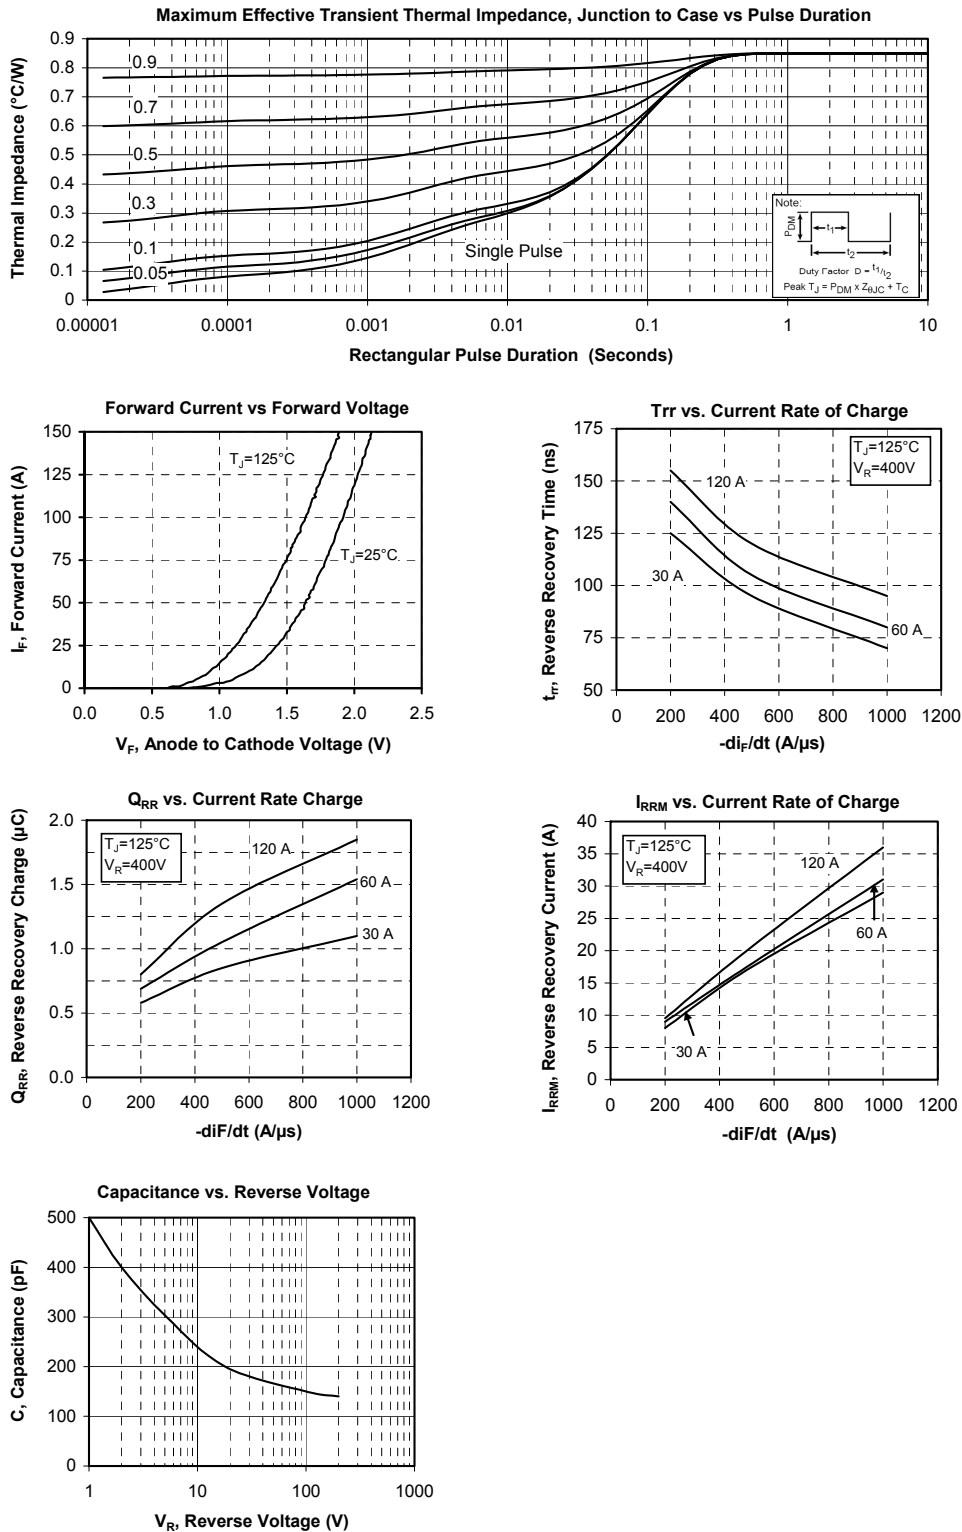 Maximum Effective Transient Thermal Impedance, Junction to Case vs Pulse Duration
Thermal Impedance (°C/W)
0.9
0.8
0.7
0.6
0.5
0.4
0.3
0.2
0.1
0
0.9
0.7
0.5
0.3
0.1
0.05
Single Pulse
Note:
PDM
t1
t2
Duty Factor D = t1/t2
Peak TJ = PDM x ZθJC + TC
0.00001
0.0001
0.001
0.01
0.1
1
10
Rectangular Pulse Duration (Seconds)
Forward Current vs Forward Voltage
IF, Forward Current (A)
150
125
100
75
50
25
0
TJ=125°C
TJ=25°C
0.0
0.5
1.0
1.5
2.0
2.5
VF, Anode to Cathode Voltage (V)
Trr vs. Current Rate of Charge
trr, Reverse Recovery Time (ns)
175
150
125
100
75
50
TJ=125°C
VR=400V
120 A
30 A
60 A
0
200
400
600
800
1000
1200
-diF/dt (A/µs)
QRR vs. Current Rate Charge
QRR, Reverse Recovery Charge (µC)
2.0
1.5
1.0
0.5
0.0
TJ=125°C
VR=400V
120 A
60 A
30 A
0
200
400
600
800
1000
1200
-diF/dt (A/µs)
IRRM vs. Current Rate of Charge
IRRM, Reverse Recovery Current (A)
40
35
30
25
20
15
10
5
0
TJ=125°C
VR=400V
120 A
60 A
30 A
0
200
400
600
800
1000
1200
-diF/dt (A/µs)
Capacitance vs. Reverse Voltage
C, Capacitance (pF)
500
400
300
200
100
0
1
10
100
1000
VR, Reverse Voltage (V)